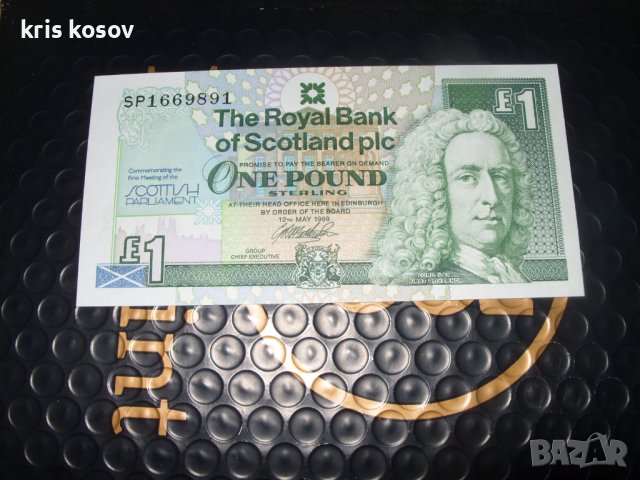 kris kosov
SP1669891
The Royal Bank
of Scotland plc
PROMISE TO PAY THE BEARER ON DEMAND
ONE POUND
STERLING
AT THEIR HEAD OFFICE HERE IN EDINBURGH
BY ORDER OF THE BOARD
12TH MAY 1999
GROUP
CHIEF EXECUTIVE
Commemorating the
First Meeting of the
SCOTTISH
PARLIAMENT
£1
£1
int
BAZAR